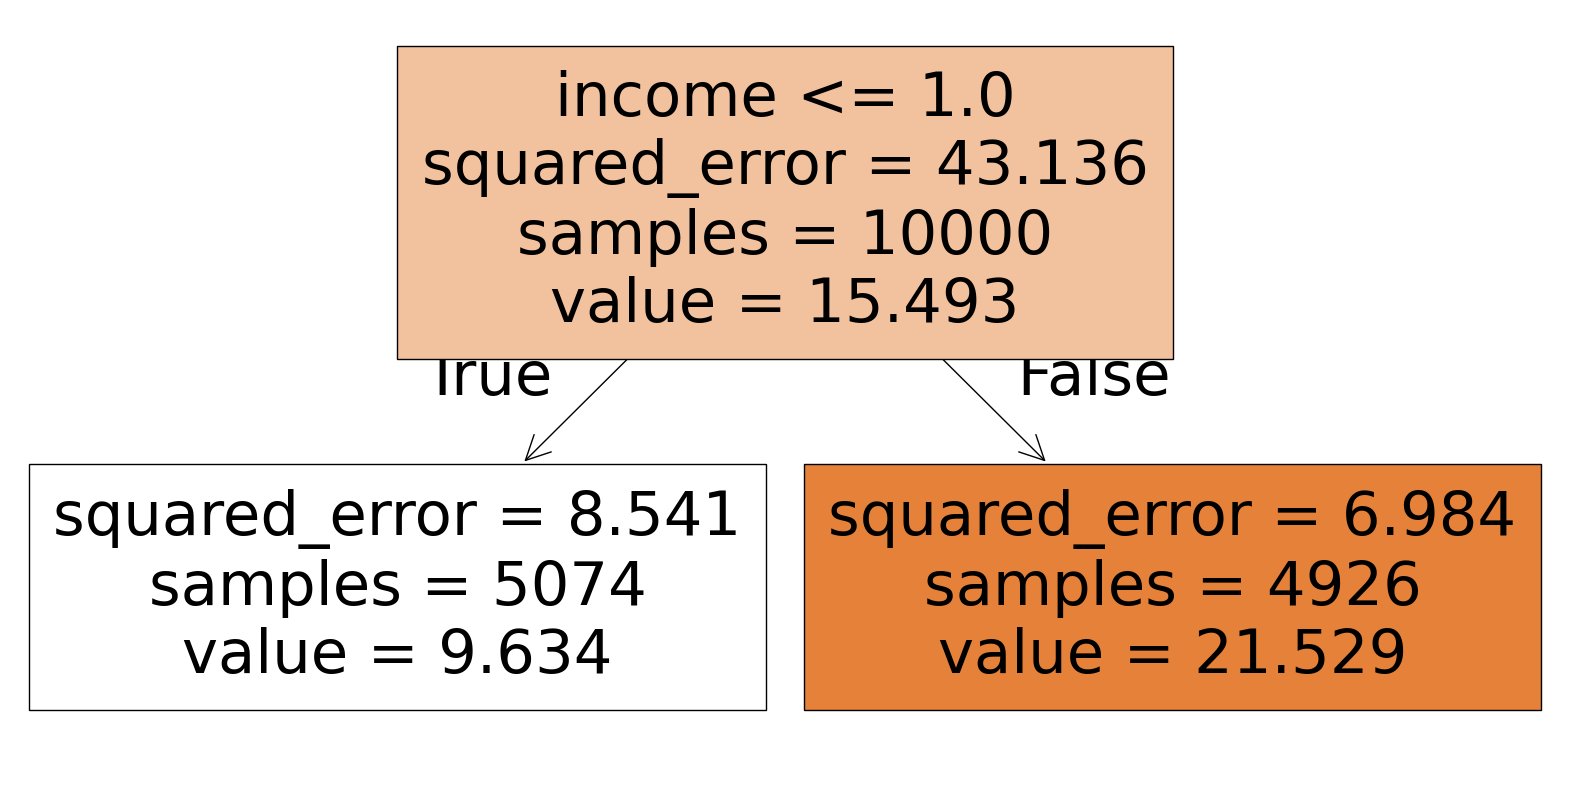 income <= 1.0
squared_error = 43.136
samples = 10000
value = 15.493
True
False
squared_error = 8.541
samples = 5074
value = 9.634
squared_error = 6.984
samples = 4926
value = 21.529